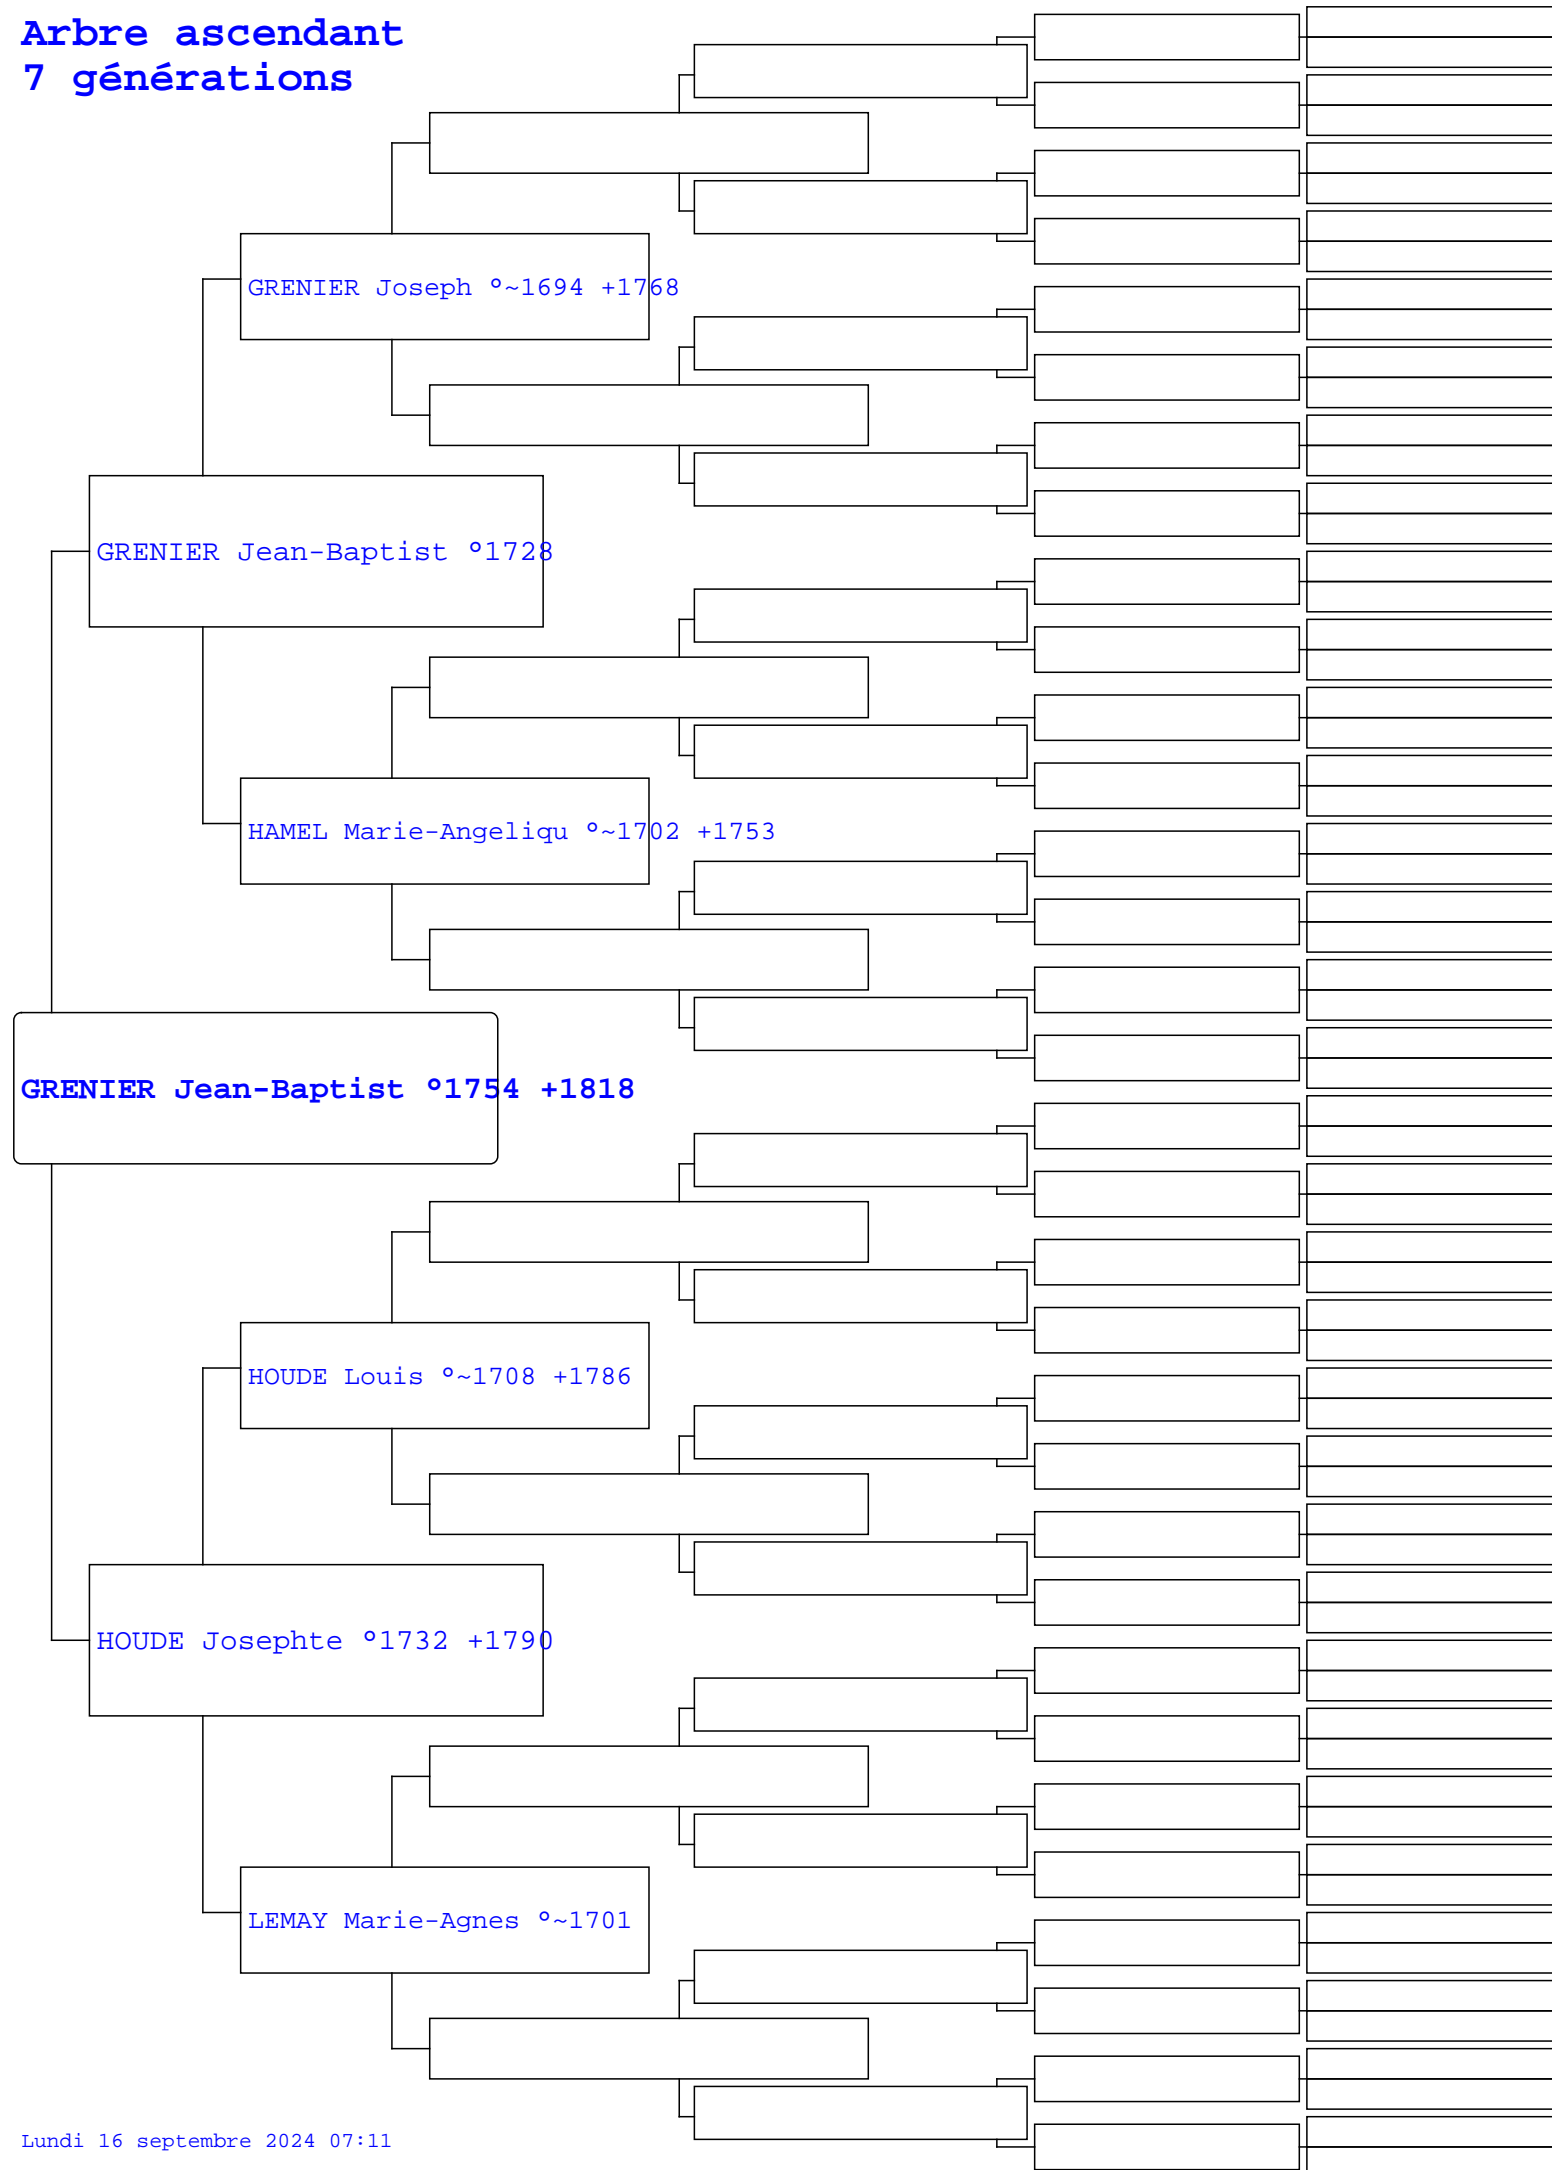 Arbre ascendant
7 générations
GRENIER Joseph °~1694 +1768
GRENIER Jean-Baptist °1728
HAMEL Marie-Angeliqu °~1702 +1753
GRENIER Jean-Baptist °1754 +1818
HOUDE Louis °~1708 +1786
HOUDE Josephte °1732 +1790
LEMAY Marie-Agnes °~1701
Lundi 16 septembre 2024 07:11